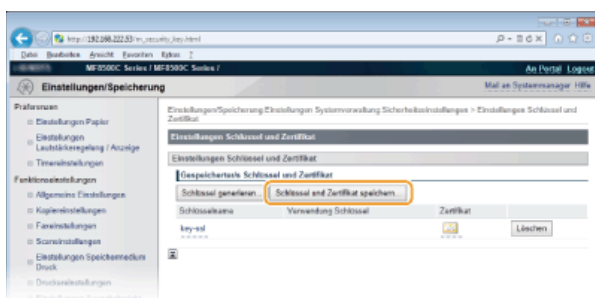 http://192.168.222.53/m_security_key.html
Datei Bearbeiten Ansicht Favoriten Extras ?
MF8500C Series / MF8500C Series /
An Portal Logout
Einstellungen/Speicherung
Mail an Systemmanager Hilfe
Präferenzen
Einstellungen Papier
Einstellungen Lautstärkeregelung / Anzeige
Timereinstellungen
Funktionseinstellungen
Allgemeine Einstellungen
Kopiereinstellungen
Faxeinstellungen
Scaneinstellungen
Einstellungen Speichermedium Druck
Druckereinstellungen
Einstellungen/Speicherung:Einstellungen Systemverwaltung:Sicherheitseinstellungen > Einstellungen Schlüssel und Zertifikat
Einstellungen Schlüssel und Zertifikat
Einstellungen Schlüssel und Zertifikat
Gespeicherte/s Schlüssel und Zertifikat
Schlüssel generieren...
Schlüssel und Zertifikat speichern...
Schlüsselname Verwendung Schlüssel Zertifikat
key-ssl
Löschen